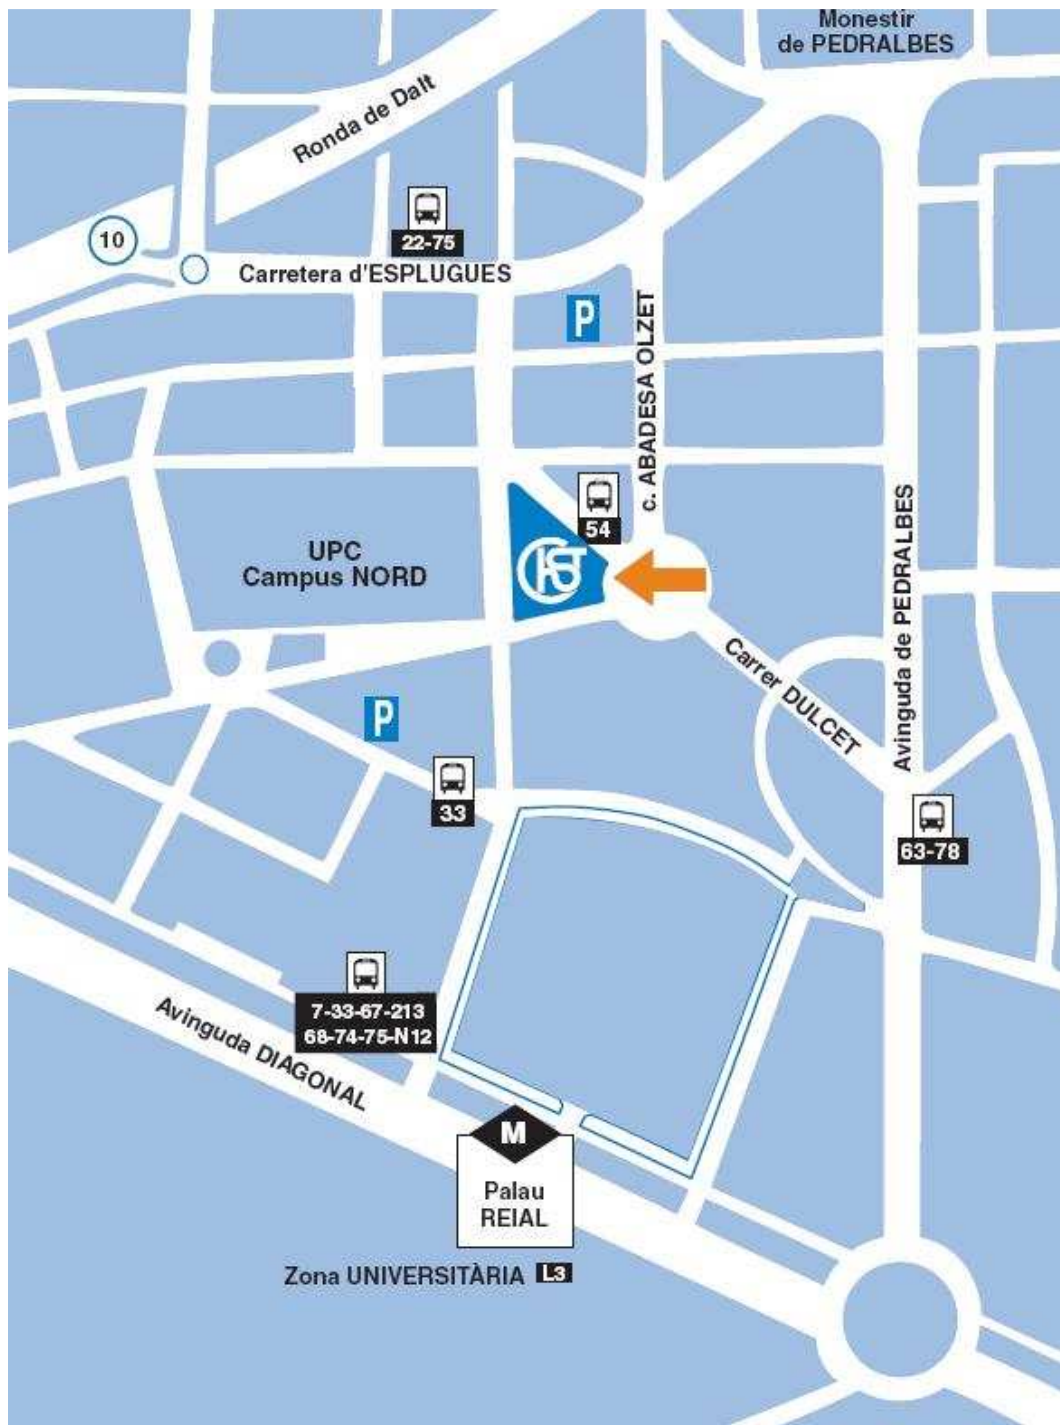 Monestir
de PEDRALBES
Ronda de Dalt
22-75
10
Carretera d'ESPLUGUES
P
c. ABADESA OLZET
54
UPC
Campus NORD
Avinguda de PEDRALBES
Carrer DULCET
P
33
63-78
7-33-67-213
68-74-75-N12
Avinguda DIAGONAL
M
Palau
REIAL
Zona UNIVERSITÀRIA L3